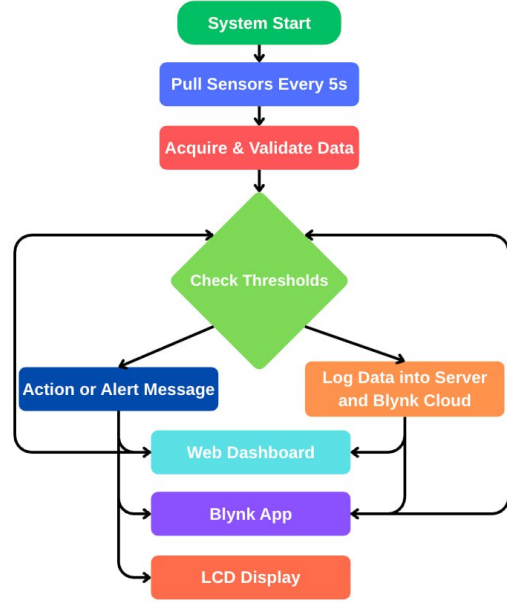 System Start
Pull Sensors Every 5s
Acquire & Validate Data
Check Thresholds
Action or Alert Message
Log Data into Server
and Blynk Cloud
Web Dashboard
Blynk App
LCD Display